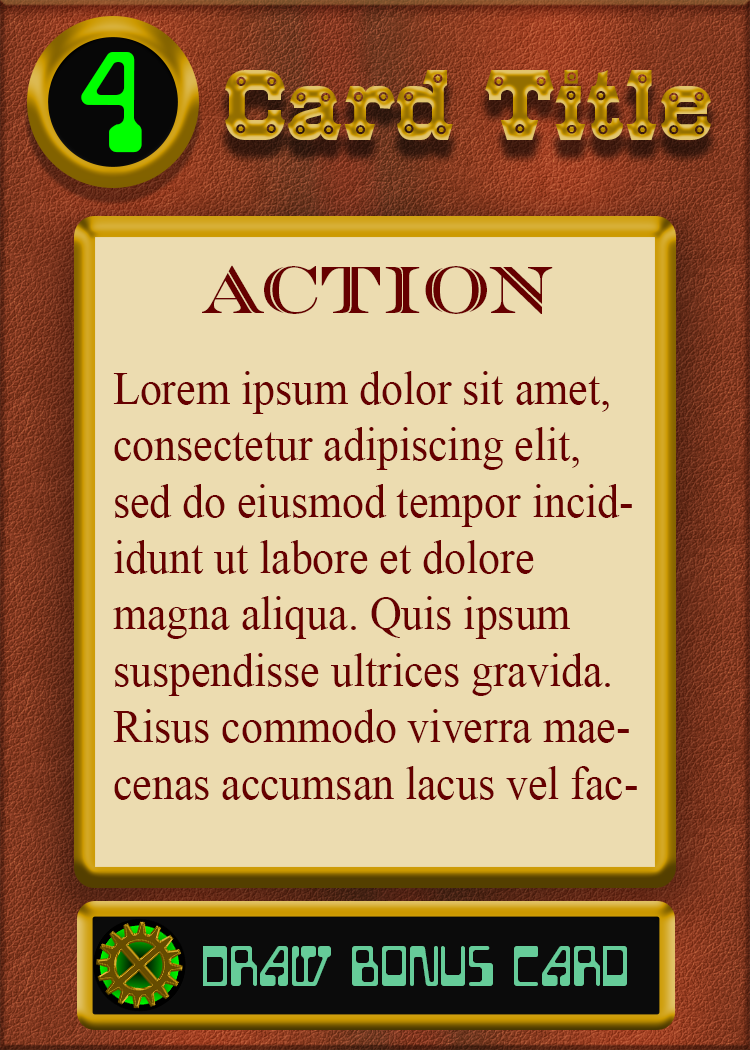 4 Card Title
ACTION
Lorem ipsum dolor sit amet,
consectetur adipiscing elit,
sed do eiusmod tempor incid-
idunt ut labore et dolore
magna aliqua. Quis ipsum
suspendisse ultrices gravida.
Risus commodo viverra mae-
cenas accumsan lacus vel fac-
DRAW BONUS CARD